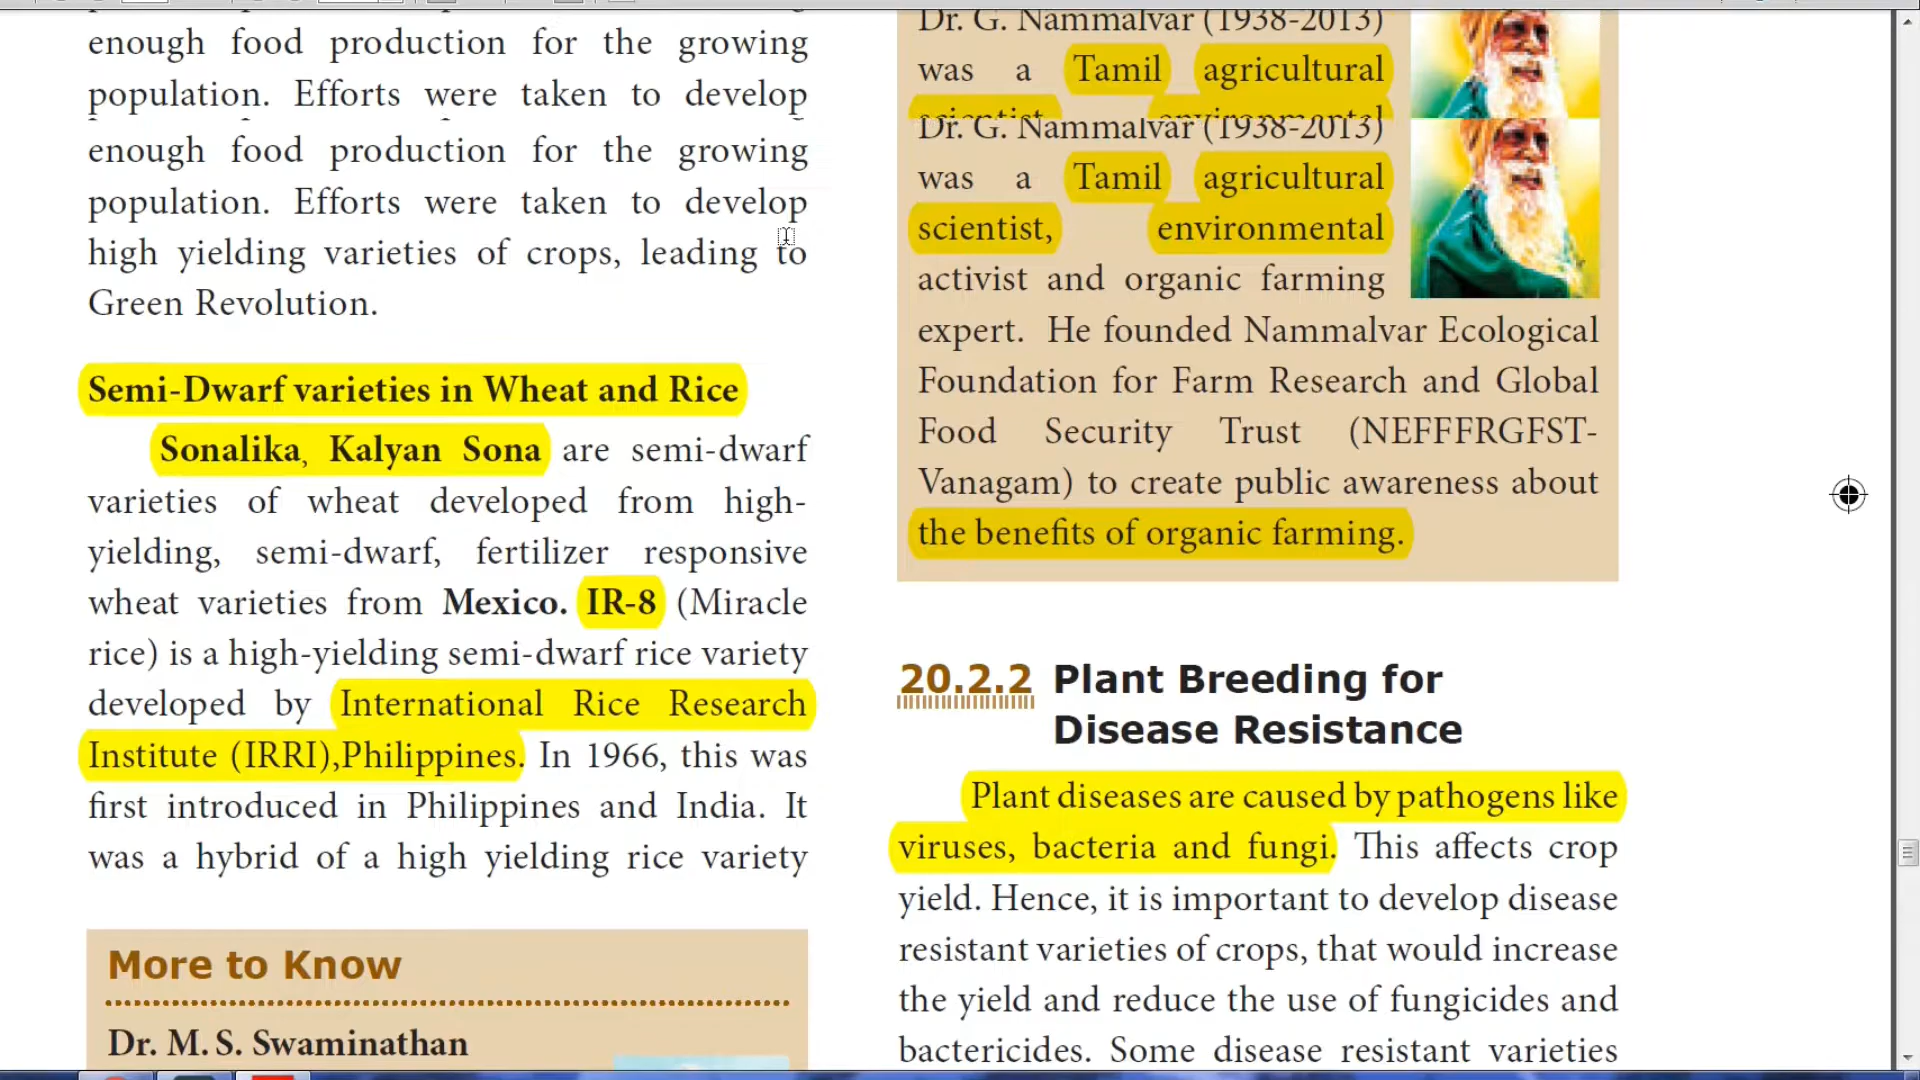 enough food production for the growing
population. Efforts were taken to develop
enough food production for the growing
population. Efforts were taken to develop
high yielding varieties of crops, leading to
Green Revolution.
Semi-Dwarf varieties in Wheat and Rice
Sonalika, Kalyan Sona are semi-dwarf
varieties of wheat developed from high-
yielding, semi-dwarf, fertilizer responsive
wheat varieties from Mexico. IR-8 (Miracle
rice) is a high-yielding semi-dwarf rice variety
developed by International Rice Research
Institute (IRRI),Philippines. In 1966, this was
first introduced in Philippines and India. It
was a hybrid of a high yielding rice variety
More to Know
Dr. M. S. Swaminathan
Dr. G. Nammalvar (1938-2013)
was a Tamil agricultural
scientist, environmental
Dr. G. Nammalvar (1938-2013)
was a Tamil agricultural
scientist, environmental
activist and organic farming
expert. He founded Nammalvar Ecological
Foundation for Farm Research and Global
Food Security Trust (NEFFFRGFST-
Vanagam) to create public awareness about
the benefits of organic farming.
20.2.2 Plant Breeding for
Disease Resistance
Plant diseases are caused by pathogens like
viruses, bacteria and fungi. This affects crop
yield. Hence, it is important to develop disease
resistant varieties of crops, that would increase
the yield and reduce the use of fungicides and
bactericides. Some disease resistant varieties